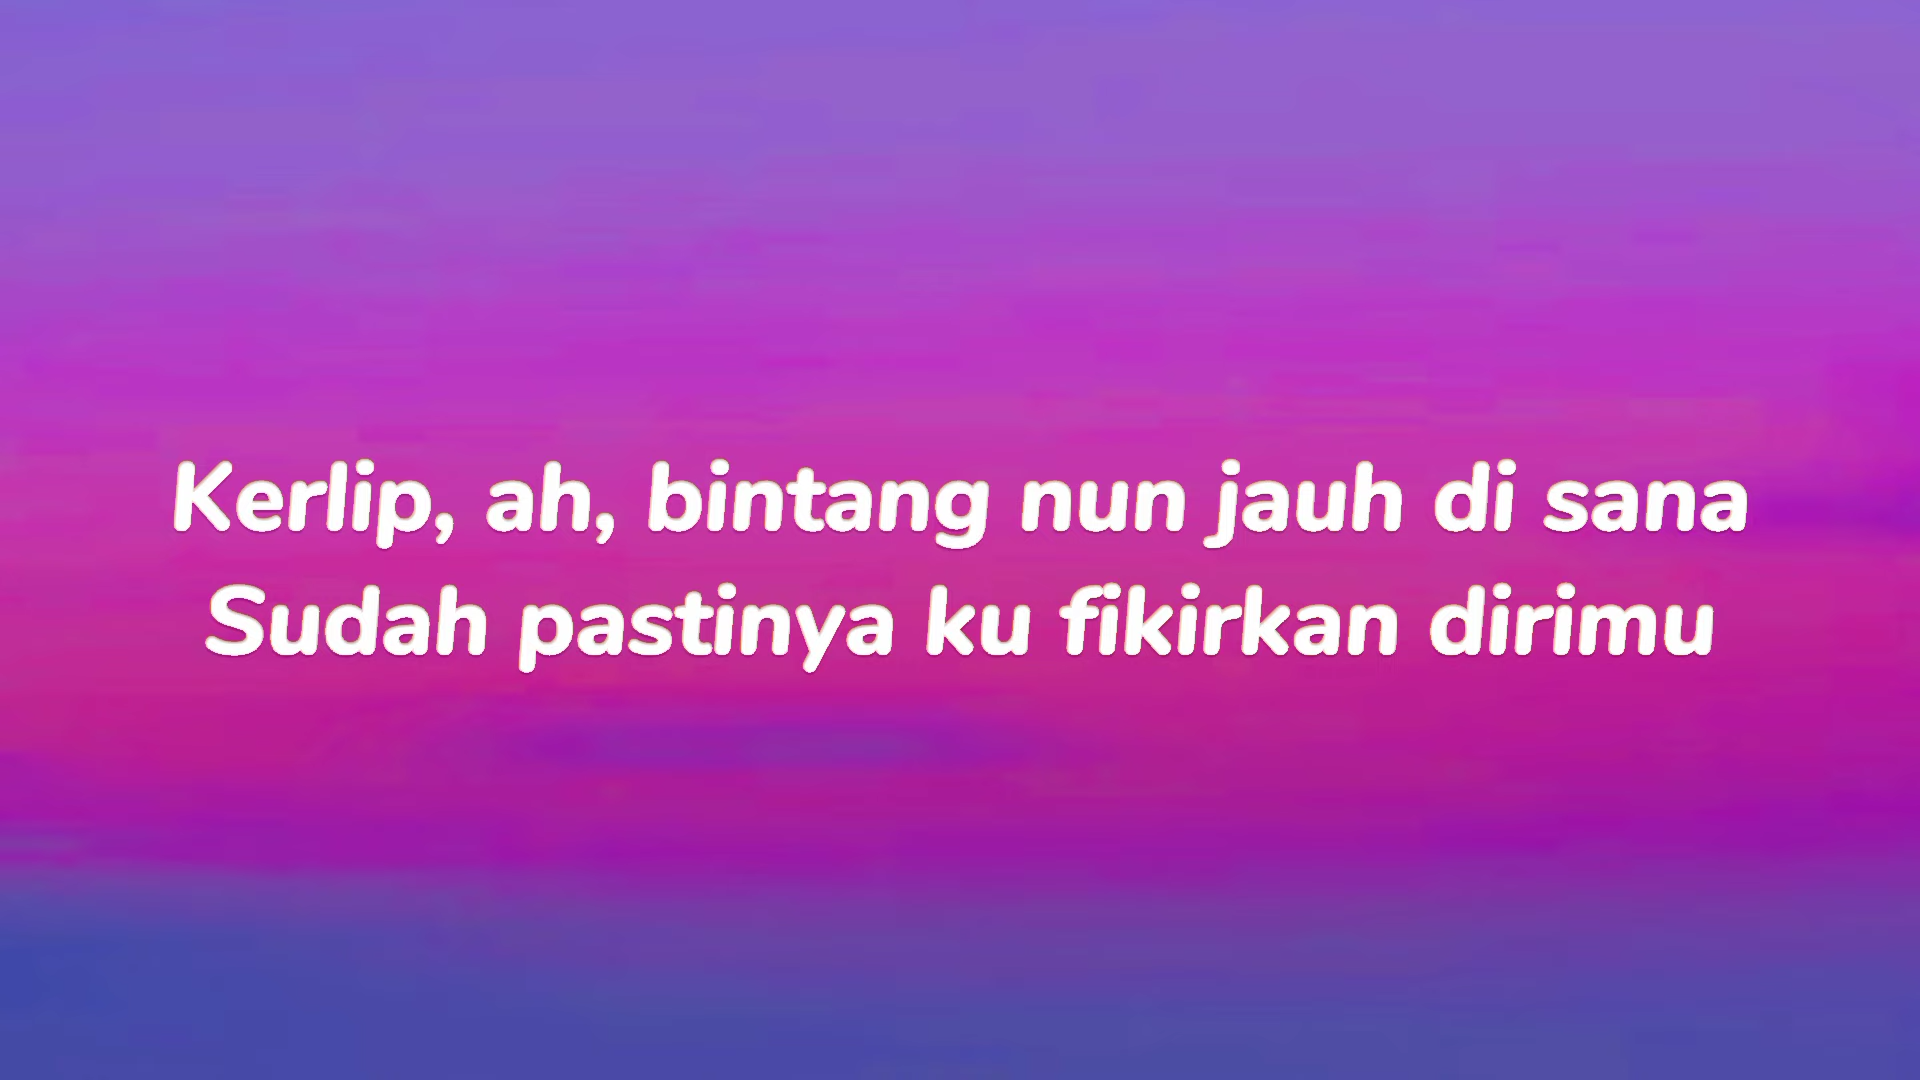 Kerlip, ah, bintang nun jauh di sana
Sudah pastinya ku fikirkan dirimu